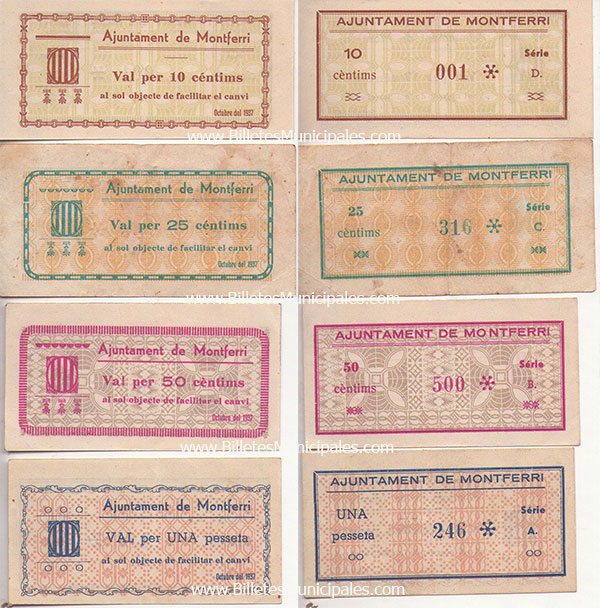 Ajuntament de Montferri
Val per 10 céntims
al sol objecte de facilitar el canvi
Octubre del 1937
AJUNTAMENT DE MONTFERRI
10 cèntims
001 *
Sèrie D.
www.BilletesMunicipales.com
Ajuntament de Montferri
Val per 25 cèntims
al sol objecte de facilitar el canvi
Octubre del 1937
AJUNTAMENT DE MONTFERRI
25 cèntims
316 *
Sèrie C.
www.BilletesMunicipales.com
Ajuntament de Montferri
Val per 50 cèntims
al sol objecte de facilitar el canvi
Octubre del 1937
AJUNTAMENT DE MONTFERRI
50 cèntims
500 *
Sèrie B.
www.BilletesMunicipales.com
Ajuntament de Montferri
VAL per UNA pesseta
al sol objecte de facilitar el canvi
Octubre del 1937
AJUNTAMENT DE MONTFERRI
UNA pesseta
246 *
Sèrie A.
www.BilletesMunicipales.com